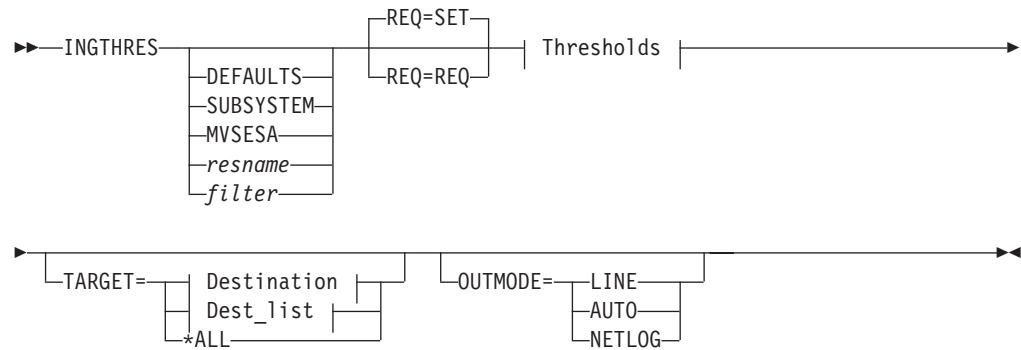 REQ=SET
INGTHRES Thresholds
DEFAULTS REQ=REQ
SUBSYSTEM
MVSESA
resname
filter
TARGET= Destination OUTMODE= LINE
Dest_list AUTO
*ALL NETLOG